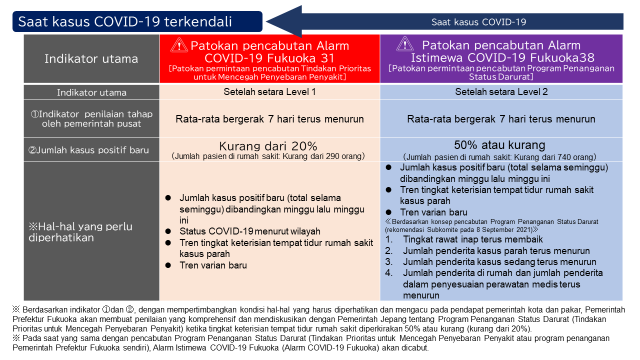 Saat kasus COVID-19 terkendali
Saat kasus COVID-19
Indikator utama
Patokan pencabutan Alarm
COVID-19 Fukuoka 31
[Patokan permintaan pencabutan Tindakan Prioritas
untuk Mencegah Penyebaran Penyakit]
Patokan pencabutan Alarm
Istimewa COVID-19 Fukuoka38
[Patokan permintaan pencabutan Program Penanganan
Status Darurat]
Indikator utama
Setelah setara Level 1
Setelah setara Level 2
①Indikator penilaian tahap
oleh pemerintah pusat
Rata-rata bergerak 7 hari terus menurun
Rata-rata bergerak 7 hari terus menurun
②Jumlah kasus positif baru
Kurang dari 20%
(Jumlah pasien di rumah sakit: Kurang dari 290 orang)
50% atau kurang
(Jumlah pasien di rumah sakit: Kurang dari 740 orang)
※Hal-hal yang perlu
diperhatikan
● Jumlah kasus positif baru (total selama
seminggu) dibandingkan minggu lalu minggu
ini
● Status COVID-19 menurut wilayah
● Tren tingkat keterisian tempat tidur rumah sakit
kasus parah
● Tren varian baru
● Jumlah kasus positif baru (total selama seminggu)
dibandingkan minggu lalu minggu ini
● Tren tingkat keterisian tempat tidur rumah sakit
kasus parah
● Tren varian baru
≪Berdasarkan konsep pencabutan Program Penanganan Status Darurat
(rekomendasi Subkomite pada 8 September 2021)≫
1. Tingkat rawat inap terus membaik
2. Jumlah penderita kasus parah terus menurun
3. Jumlah penderita kasus sedang terus menurun
4. Jumlah penderita di rumah dan jumlah penderita
dalam penyesuaian perawatan medis terus
menurun
※ Berdasarkan indikator ①dan ②, dengan mempertimbangkan kondisi hal-hal yang harus diperhatikan dan mengacu pada pendapat pemerintah kota dan pakar, Pemerintah
Prefektur Fukuoka akan membuat penilaian yang komprehensif dan mendiskusikan dengan Pemerintah Jepang tentang Program Penanganan Status Darurat (Tindakan
Prioritas untuk Mencegah Penyebaran Penyakit) ketika tingkat keterisian tempat tidur rumah sakit diperkirakan 50% atau kurang (kurang dari 20%).
※ Pada saat yang sama dengan pencabutan Program Penanganan Status Darurat (Tindakan Prioritas untuk Mencegah Penyebaran Penyakit atau program penanganan
Pemerintah Prefektur Fukuoka sendiri), Alarm Istimewa COVID-19 Fukuoka (Alarm COVID-19 Fukuoka) akan dicabut.